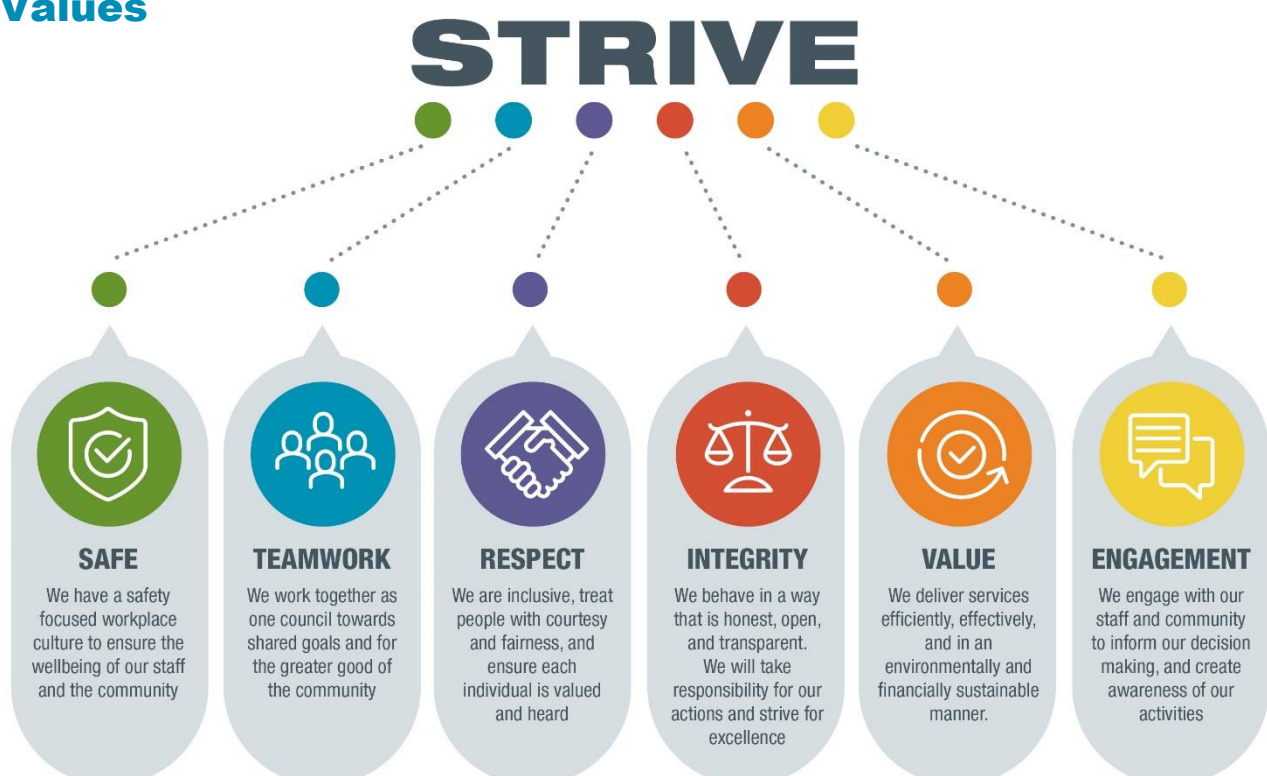 Values
STRIVE
SAFE
We have a safety
focused workplace
culture to ensure the
wellbeing of our staff
and the community
TEAMWORK
We work together as
one council towards
shared goals and for
the greater good of
the community
RESPECT
We are inclusive, treat
people with courtesy
and fairness, and
ensure each
individual is valued
and heard
INTEGRITY
We behave in a way
that is honest, open,
and transparent.
We will take
responsibility for our
actions and strive for
excellence
VALUE
We deliver services
efficiently, effectively,
and in an
environmentally and
financially sustainable
manner.
ENGAGEMENT
We engage with our
staff and community
to inform our decision
making, and create
awareness of our
activities